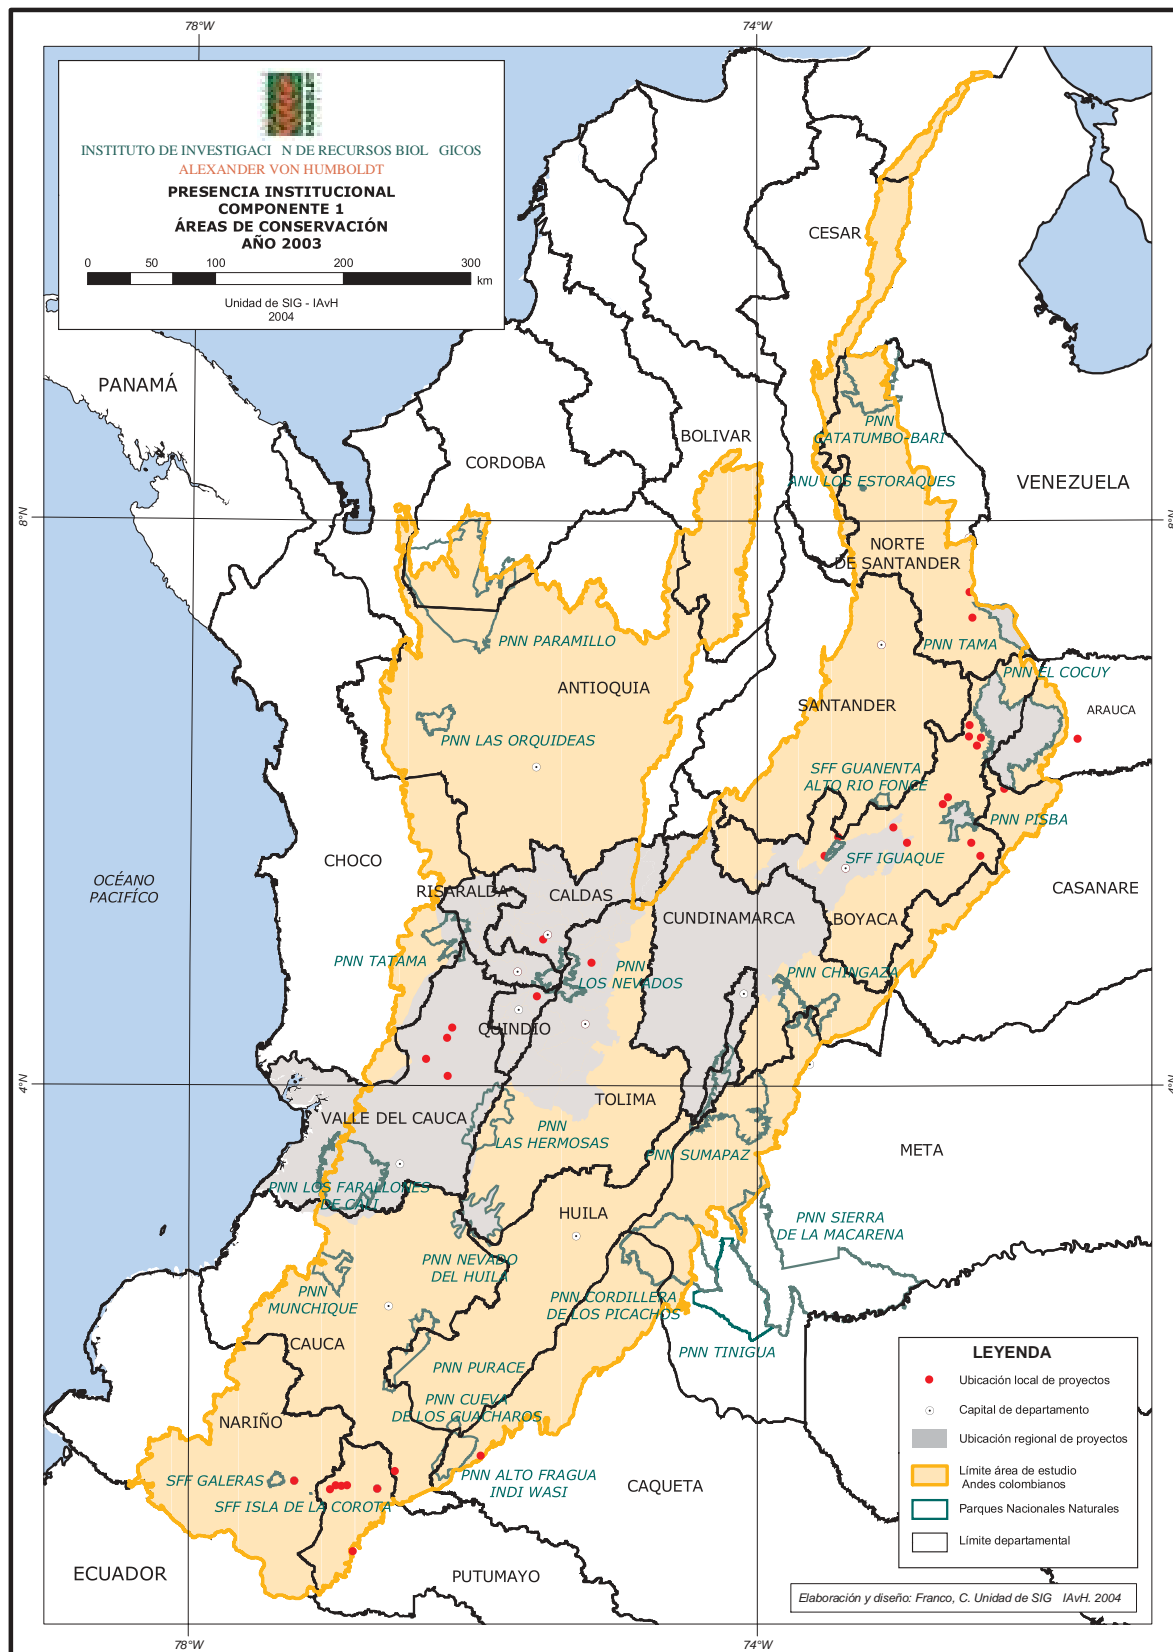 78°W
74°W
INSTITUTO DE INVESTIGACI N DE RECURSOS BIOL GICOS
ALEXANDER VON HUMBOLDT
PRESENCIA INSTITUCIONAL
COMPONENTE 1
ÁREAS DE CONSERVACIÓN
AÑO 2003
0 50 100 200 300
km
Unidad de SIG - IAvH
2004
CESAR
PANAMÁ
BOLIVAR
CORDOBA
PNN
CATATUMBO-BARI
ANU LOS ESTORAQUES
VENEZUELA
8°N
8°N
NORTE
DE SANTANDER
PNN PARAMILLO
PNN TAMA
PNN EL COCUY
ANTIOQUIA
SANTANDER
ARAUCA
PNN LAS ORQUIDEAS
SFF GUANENTA
ALTO RIO FONCE
PNN PISBA
CHOCO
SFF IGUAQUE
OCÉANO
PACIFÍCO
RISARALDA
CALDAS
CASANARE
CUNDINAMARCA
BOYACA
PNN TATAMA
PNN
LOS NEVADOS
PNN CHINGAZA
QUINDIO
4°N
4°N
TOLIMA
VALLE DEL CAUCA
PNN
LAS HERMOSAS
PNN SUMAPAZ
META
PNN LOS FARALLONES
DE CALI
HUILA
PNN SIERRA
DE LA MACARENA
PNN NEVADO
DEL HUILA
PNN
MUNCHIQUE
PNN CORDILLERA
DE LOS PICACHOS
CAUCA
PNN TINIGUA
PNN PURACE
PNN CUEVA
DE LOS GUACHAROS
NARIÑO
SFF GALERAS
PNN ALTO FRAGUA
INDI WASI
SFF ISLA DE LA COROTA
CAQUETA
ECUADOR
PUTUMAYO
LEYENDA
Ubicación local de proyectos
Capital de departamento
Ubicación regional de proyectos
Límite área de estudio
Andes colombianos
Parques Nacionales Naturales
Límite departamental
Elaboración y diseño: Franco, C. Unidad de SIG IAvH. 2004
78°W
74°W